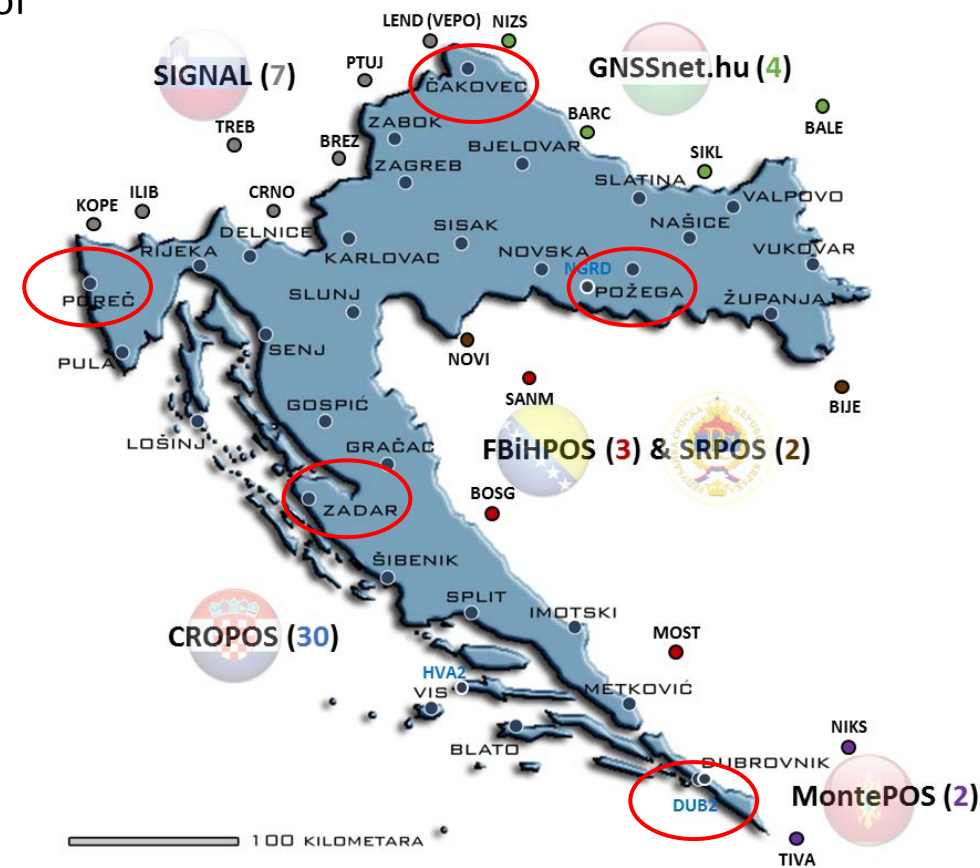 LEND (VEPO) NIZS
SIGNAL (7)
PTUJ
GNSSnet.hu (4)
ČAKOVEC
BARC
BALE
TREB
ZABOK
BREZ
BJELOVAR
SIKL
ZAGREB
SLATINA
VALPOVO
KOPE
ILIB
CRNO
DELNICE
SISAK
NAŠICE
RIJEKA
KARLOVAC
NOVSKA
VUKOVAR
NGRD
POREČ
SLUNJ
POŽEGA
ŽUPANJA
SENJ
PULA
NOVI
SANM
BIJE
GOSPIĆ
LOŠINJ
GRAČAC
FBiHPOS (3) & SRPOS (2)
BOSG
ZADAR
ŠIBENIK
SPLIT
IMOTSKI
CROPOS (30)
MOST
HVA2
VIS
METKOVIĆ
BLATO
NIKS
DUBROVNIK
DUB2
MontePOS (2)
100 KILOMETARA
TIVA